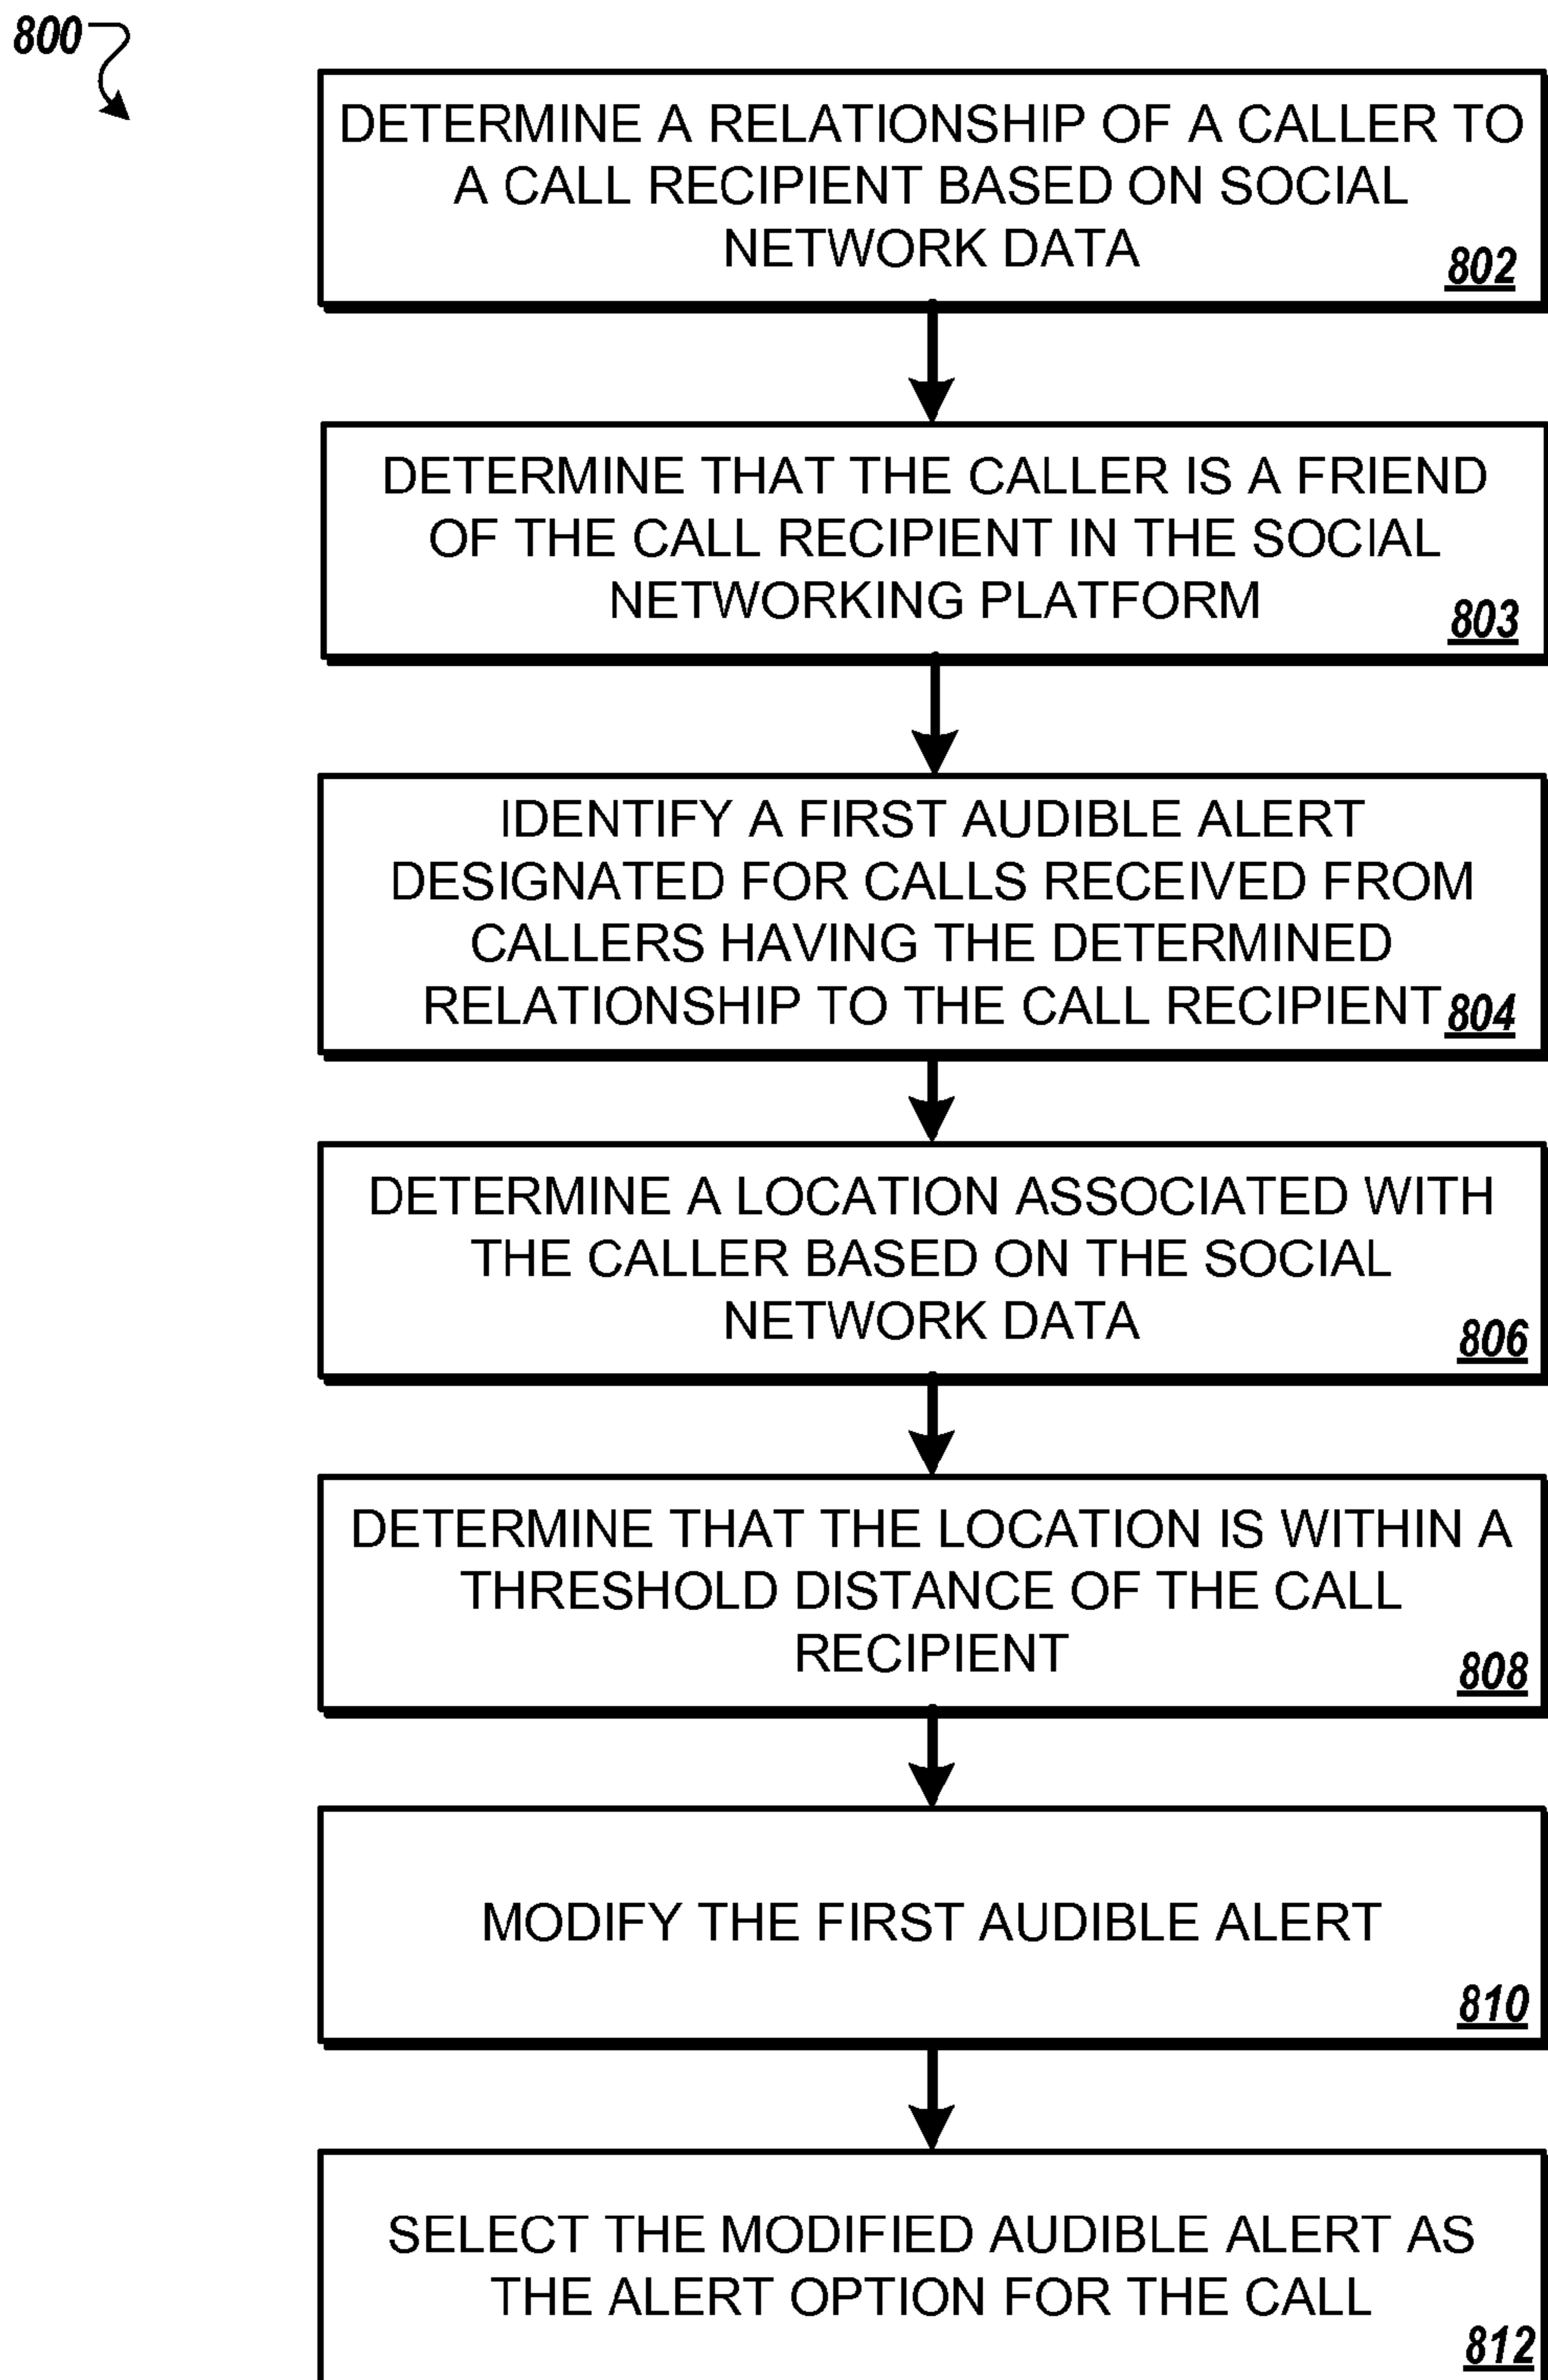 800
DETERMINE A RELATIONSHIP OF A CALLER TO
A CALL RECIPIENT BASED ON SOCIAL
NETWORK DATA
802
DETERMINE THAT THE CALLER IS A FRIEND
OF THE CALL RECIPIENT IN THE SOCIAL
NETWORKING PLATFORM
803
IDENTIFY A FIRST AUDIBLE ALERT
DESIGNATED FOR CALLS RECEIVED FROM
CALLERS HAVING THE DETERMINED
RELATIONSHIP TO THE CALL RECIPIENT
804
DETERMINE A LOCATION ASSOCIATED WITH
THE CALLER BASED ON THE SOCIAL
NETWORK DATA
806
DETERMINE THAT THE LOCATION IS WITHIN A
THRESHOLD DISTANCE OF THE CALL
RECIPIENT
808
MODIFY THE FIRST AUDIBLE ALERT
810
SELECT THE MODIFIED AUDIBLE ALERT AS
THE ALERT OPTION FOR THE CALL
812